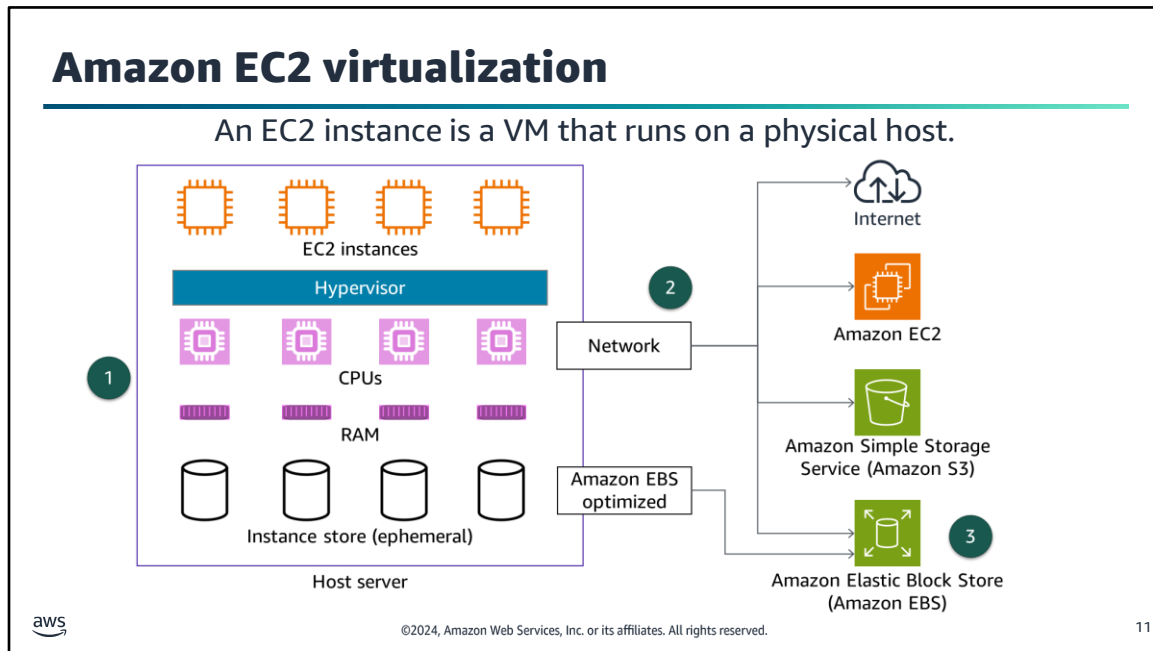 Amazon EC2 virtualization
An EC2 instance is a VM that runs on a physical host.
EC2 instances
Hypervisor
1
CPUs
RAM
Instance store (ephemeral)
Host server
2
Network
Amazon EBS
optimized
Internet
Amazon EC2
Amazon Simple Storage
Service (Amazon S3)
3
Amazon Elastic Block Store
(Amazon EBS)
aws
©2024, Amazon Web Services, Inc. or its affiliates. All rights reserved.
11